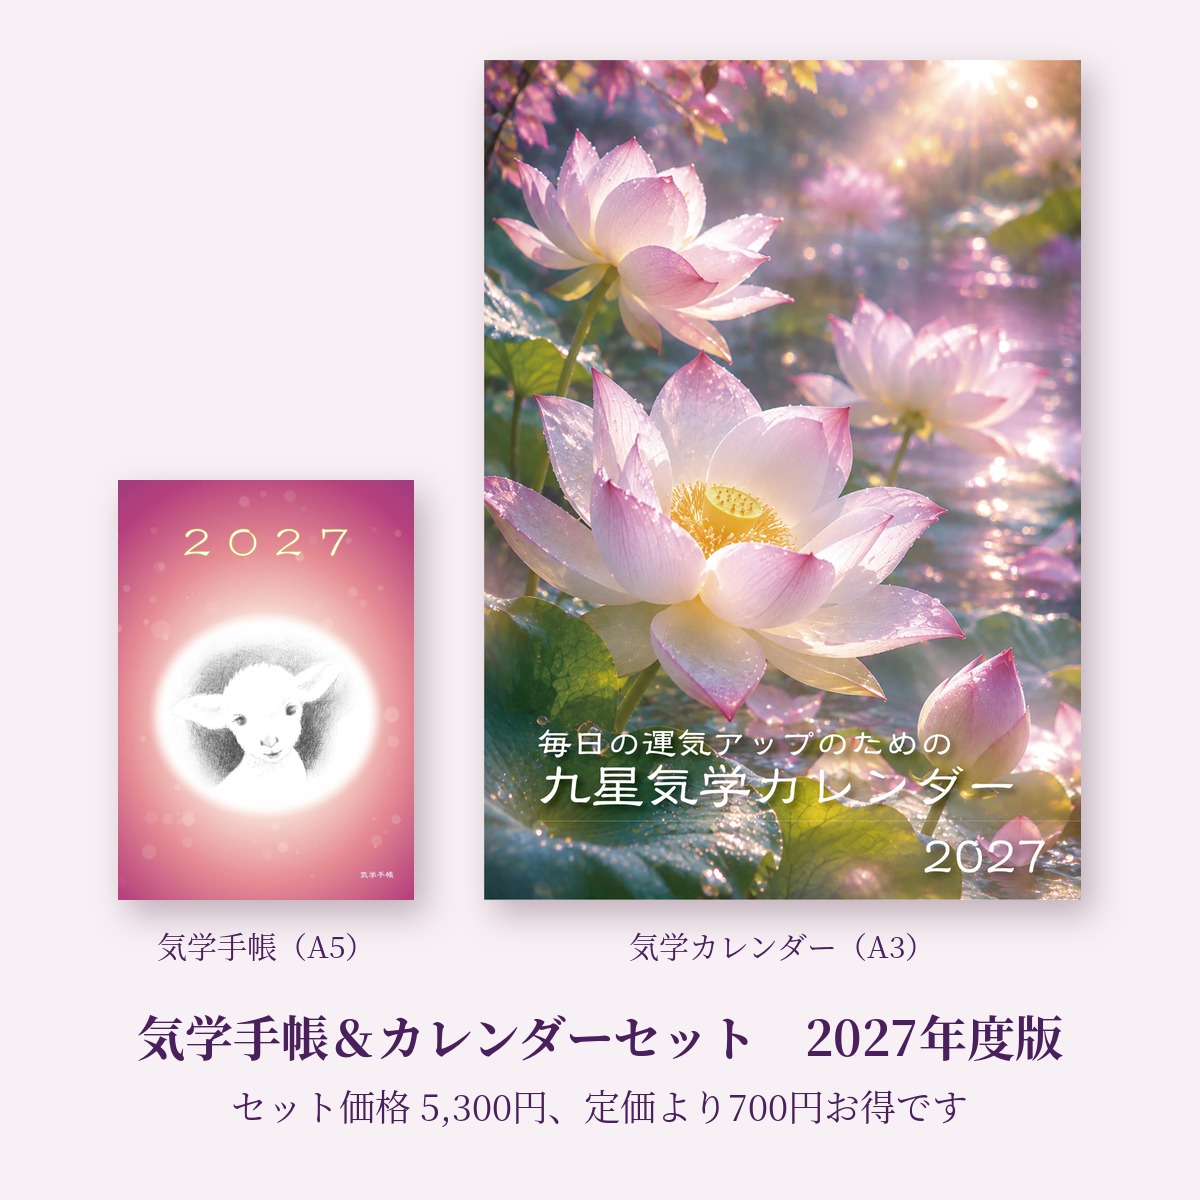 2027
気学手帳
毎日の運気アップのための
九星気学カレンダー
2027
気学手帳（A5）
気学カレンダー（A3）
気学手帳＆カレンダーセット　2027年度版
セット価格 5,300円、定価より700円お得です